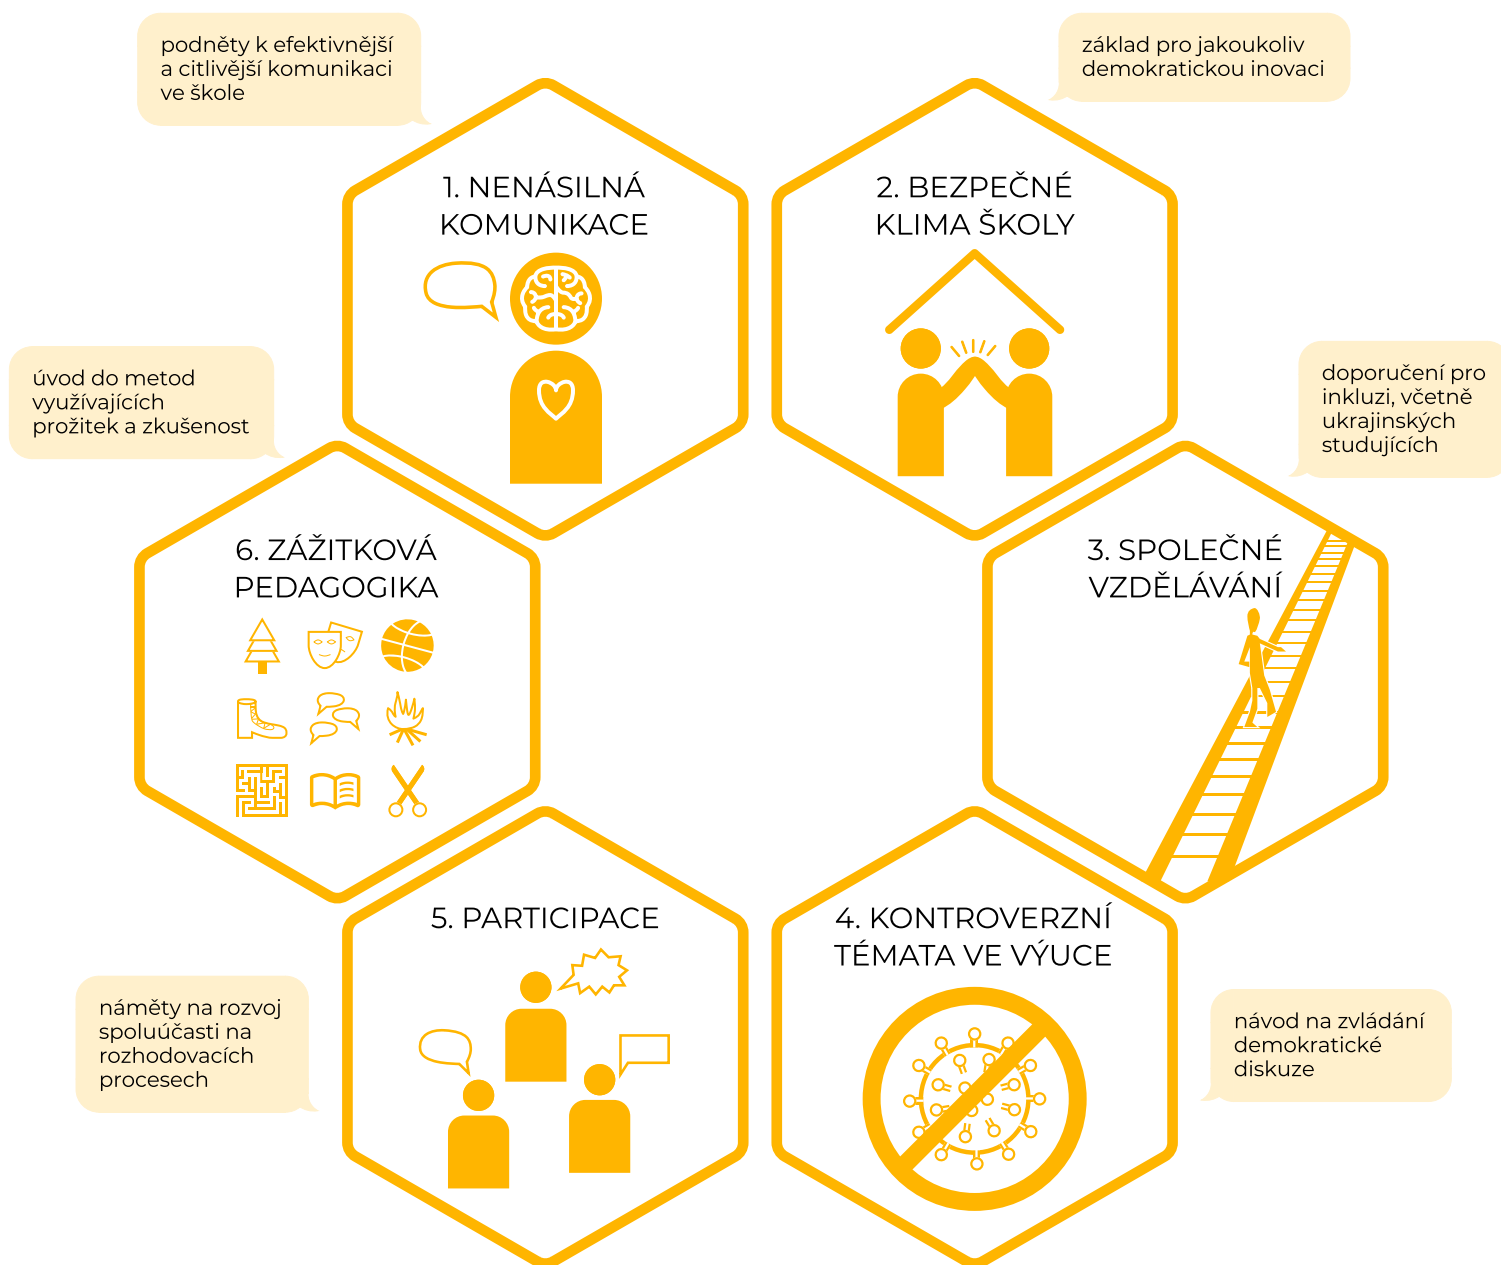 podněty k efektivnější
a citlivější komunikaci
ve škole
základ pro jakoukoliv
demokratickou inovaci
1. NENÁSILNÁ
KOMUNIKACE
2. BEZPEČNÉ
KLIMA ŠKOLY
úvod do metod
využívajících
prožitek a zkušenost
doporučení pro
inkluzi, včetně
ukrajinských
studujících
6. ZÁŽITKOVÁ
PEDAGOGIKA
3. SPOLEČNÉ
VZDĚLÁVÁNÍ
5. PARTICIPACE
4. KONTROVERZNÍ
TÉMATA VE VÝUCE
náměty na rozvoj
spoluúčasti na
rozhodovacích
procesech
návod na zvládání
demokratické
diskuze